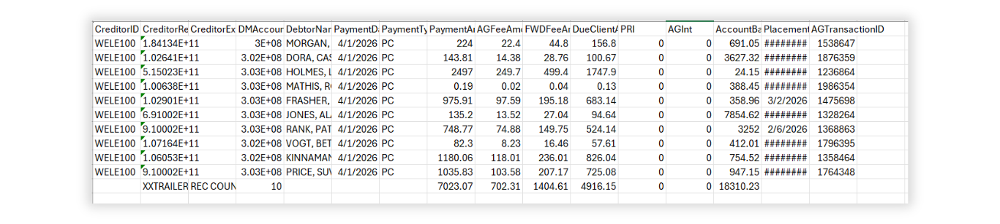 CreditorID CreditorRe CreditorEx DMAccour DebtorNar PaymentDa PaymentTy PaymentAr AGFeeAmo FWDFeeAr DueClientA PRI AGInt AccountBa Placement AGTransactionID
WELE100 1.84134E+11 3E+08 MORGAN, 4/1/2026 PC 224 22.4 44.8 156.8 0 0 691.05 ######## 1538647
WELE100 1.02641E+11 3.02E+08 DORA, CAS 4/1/2026 PC 143.81 14.38 28.76 100.67 0 0 3627.32 ######## 1876359
WELE100 5.15023E+11 3.03E+08 HOLMES, L 4/1/2026 PC 2497 249.7 499.4 1747.9 0 0 24.15 ######## 1236864
WELE100 1.00638E+11 3.03E+08 MATHIS, R 4/1/2026 PC 0.19 0.02 0.04 0.13 0 0 388.45 ######## 1986354
WELE100 1.02901E+11 3.03E+08 FRASHER, 4/1/2026 PC 975.91 97.59 195.18 683.14 0 0 358.96 3/2/2026 1475698
WELE100 6.91002E+11 3.03E+08 JONES, AL 4/1/2026 PC 135.2 13.52 27.04 94.64 0 0 7854.62 ######## 1328264
WELE100 9.10002E+11 3.03E+08 RANK, PAT 4/1/2026 PC 748.77 74.88 149.75 524.14 0 0 3252 2/6/2026 1368863
WELE100 1.07164E+11 3.02E+08 VOGT, BET 4/1/2026 PC 82.3 8.23 16.46 57.61 0 0 412.01 ######## 1796395
WELE100 1.06053E+11 3.02E+08 KINNAMAN 4/1/2026 PC 1180.06 118.01 236.01 826.04 0 0 754.52 ######## 1358464
WELE100 9.10002E+11 3.03E+08 PRICE, SUV 4/1/2026 PC 1035.83 103.58 207.17 725.08 0 0 947.15 ######## 1764348
XXTRAILER REC COUN 10 7023.07 702.31 1404.61 4916.15 0 0 18310.23